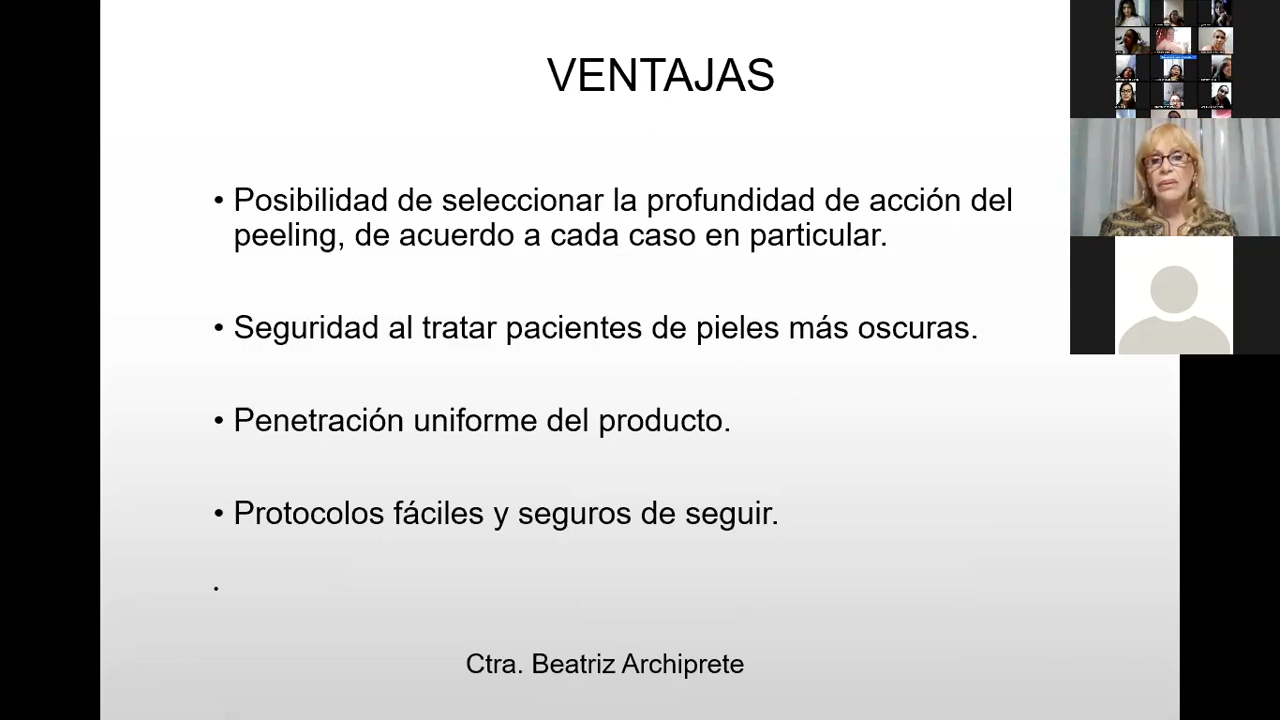 VENTAJAS
• Posibilidad de seleccionar la profundidad de acción del
peeling, de acuerdo a cada caso en particular.
• Seguridad al tratar pacientes de pieles más oscuras.
• Penetración uniforme del producto.
• Protocolos fáciles y seguros de seguir.
.
Ctra. Beatriz Archiprete